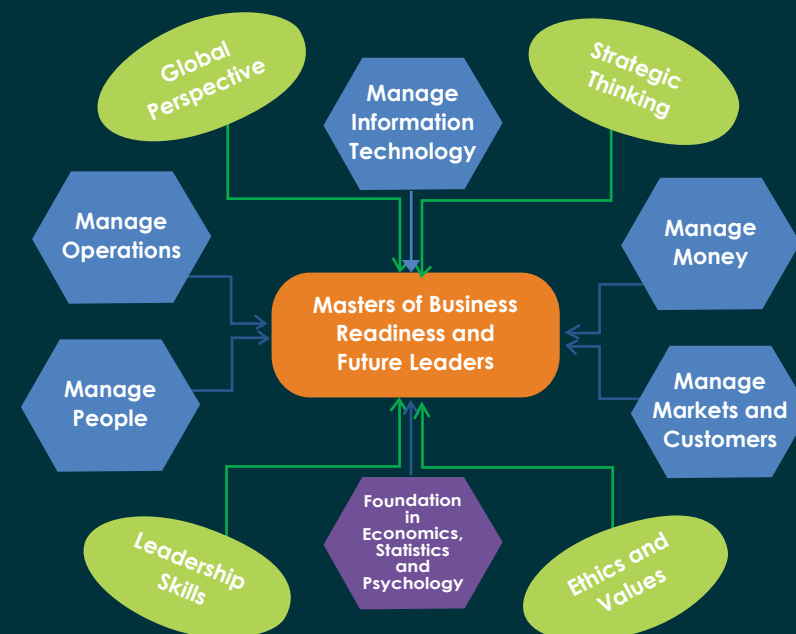 Global
Perspective
Strategic
Thinking
Manage
Information
Technology
Manage
Operations
Manage
Money
Masters of Business
Readiness and
Future Leaders
Manage
People
Manage
Markets and
Customers
Foundation
in
Economics,
Statistics
and
Psychology
Leadership
Skills
Ethics and
Values